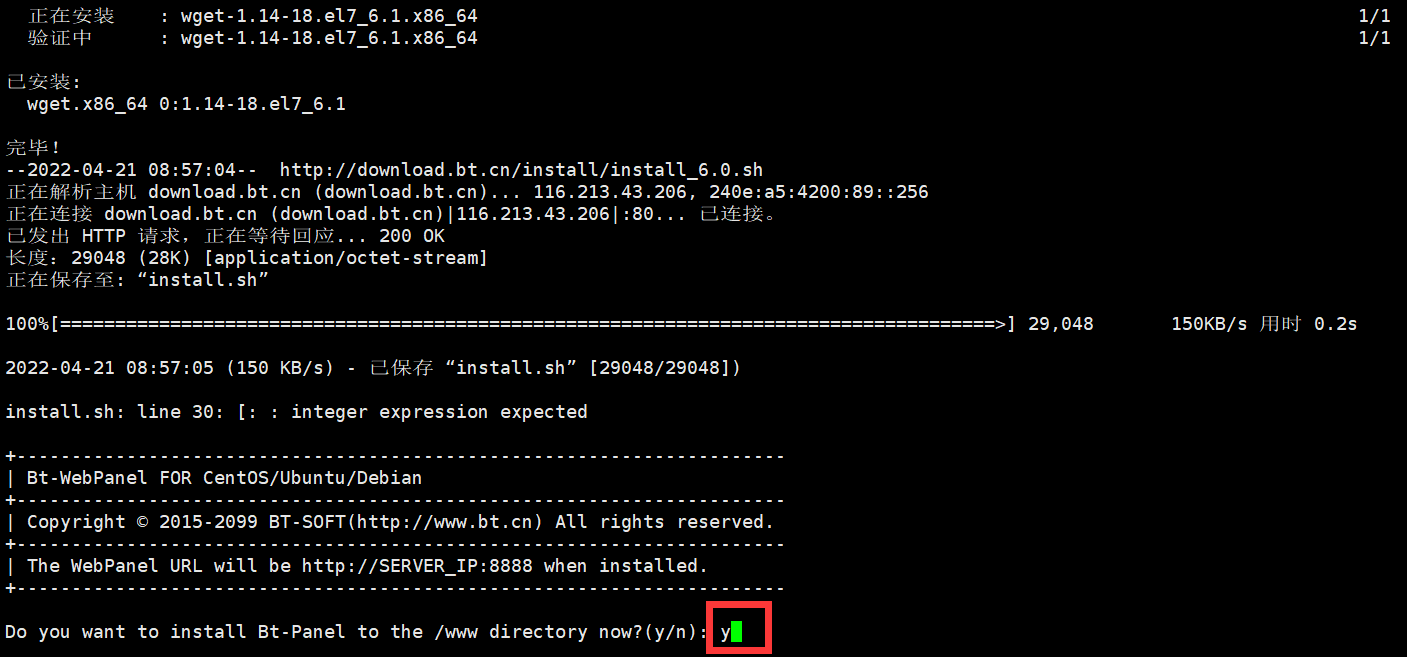 正在安装    : wget-1.14-18.el7_6.1.x86_64                                                                                1/1
验证中      : wget-1.14-18.el7_6.1.x86_64                                                                                1/1
已安装:
wget.x86_64 0:1.14-18.el7_6.1
完毕!
--2022-04-21 08:57:04--  http://download.bt.cn/install/install_6.0.sh
正在解析主机 download.bt.cn (download.bt.cn)... 116.213.43.206, 240e:a5:4200:89::256
正在连接 download.bt.cn (download.bt.cn)|116.213.43.206|:80... 已连接。
已发出 HTTP 请求，正在等待回应... 200 OK
长度：29048 (28K) [application/octet-stream]
正在保存至: “install.sh”
100%[=====================================================================================>] 29,048       150KB/s 用时 0.2s
2022-04-21 08:57:05 (150 KB/s) - 已保存 “install.sh” [29048/29048])
install.sh: line 30: [: : integer expression expected
+----------------------------------------------------------------------
| Bt-WebPanel FOR CentOS/Ubuntu/Debian
+----------------------------------------------------------------------
| Copyright © 2015-2099 BT-SOFT(http://www.bt.cn) All rights reserved.
+----------------------------------------------------------------------
| The WebPanel URL will be http://SERVER_IP:8888 when installed.
+----------------------------------------------------------------------
Do you want to install Bt-Panel to the /www directory now?(y/n): y